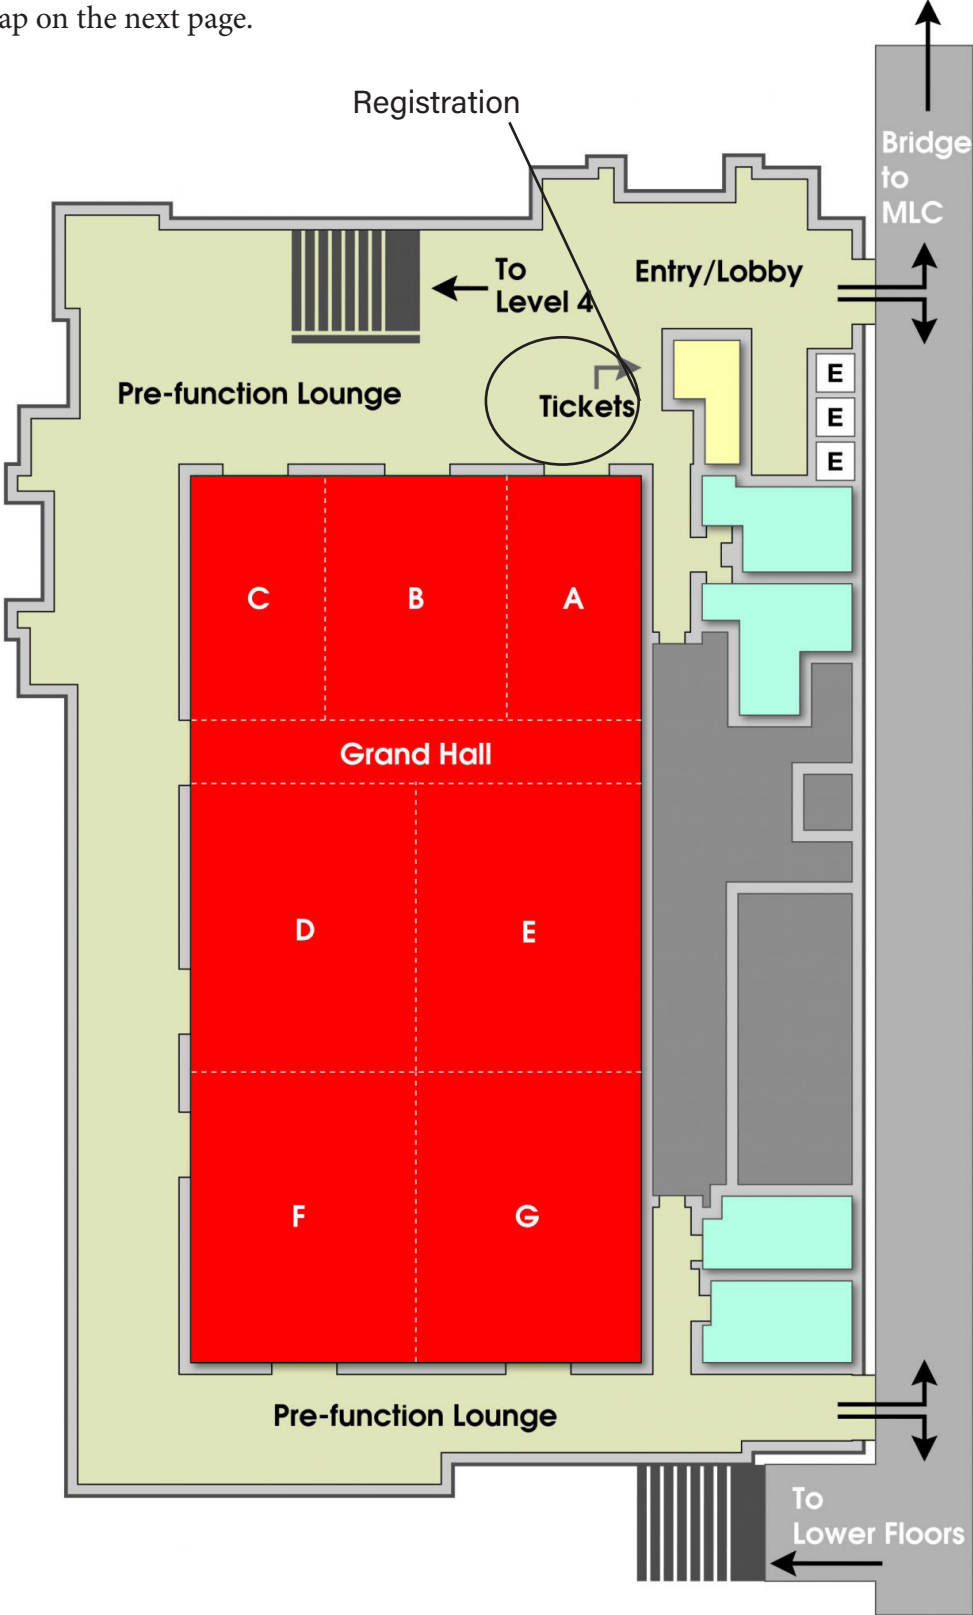 ap on the next page.
Registration
Bridge
to
MLC
To
Level 4
Entry/Lobby
Pre-function Lounge
Tickets
E
E
E
C
B
A
Grand Hall
D
E
F
G
Pre-function Lounge
To
Lower Floors